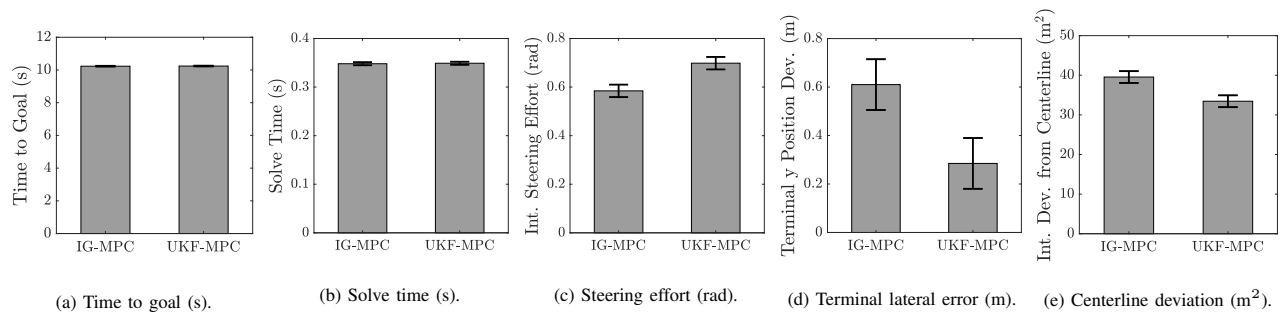 Time to Goal (s)
12
10
8
6
4
2
0
IG-MPC UKF-MPC
(a) Time to goal (s).
Solve Time (s)
0.4
0.3
0.2
0.1
0
IG-MPC UKF-MPC
(b) Solve time (s).
Int. Steering Effort (rad)
0.8
0.6
0.4
0.2
0
IG-MPC UKF-MPC
(c) Steering effort (rad).
Terminal y Position Dev. (m)
0.8
0.6
0.4
0.2
0
IG-MPC UKF-MPC
(d) Terminal lateral error (m).
Int. Dev. from Centerline (m²)
50
40
30
20
10
0
IG-MPC UKF-MPC
(e) Centerline deviation (m²).